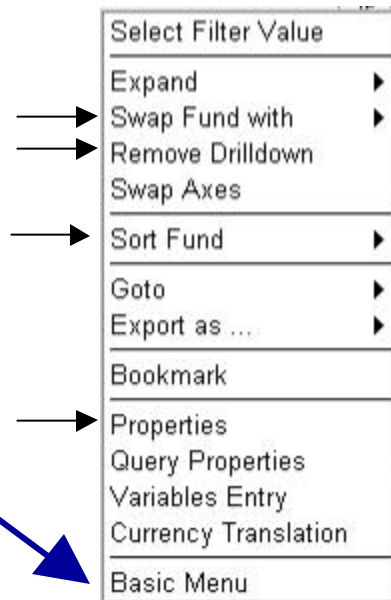 Select Filter Value
Expand
Swap Fund with
Remove Drilldown
Swap Axes
Sort Fund
Goto
Export as ...
Bookmark
Properties
Query Properties
Variables Entry
Currency Translation
Basic Menu